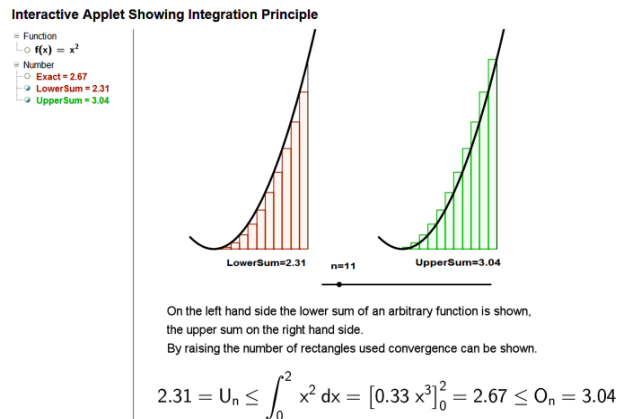 Interactive Applet Showing Integration Principle
Function
f(x) = x²
Number
Exact = 2.67
LowerSum = 2.31
UpperSum = 3.04
LowerSum=2.31
n=11
UpperSum=3.04
On the left hand side the lower sum of an arbitrary function is shown,
the upper sum on the right hand side.
By raising the number of rectangles used convergence can be shown.
2.31 = Uₙ ≤ ∫₀² x² dx = [0.33 x³]₀² = 2.67 ≤ Oₙ = 3.04